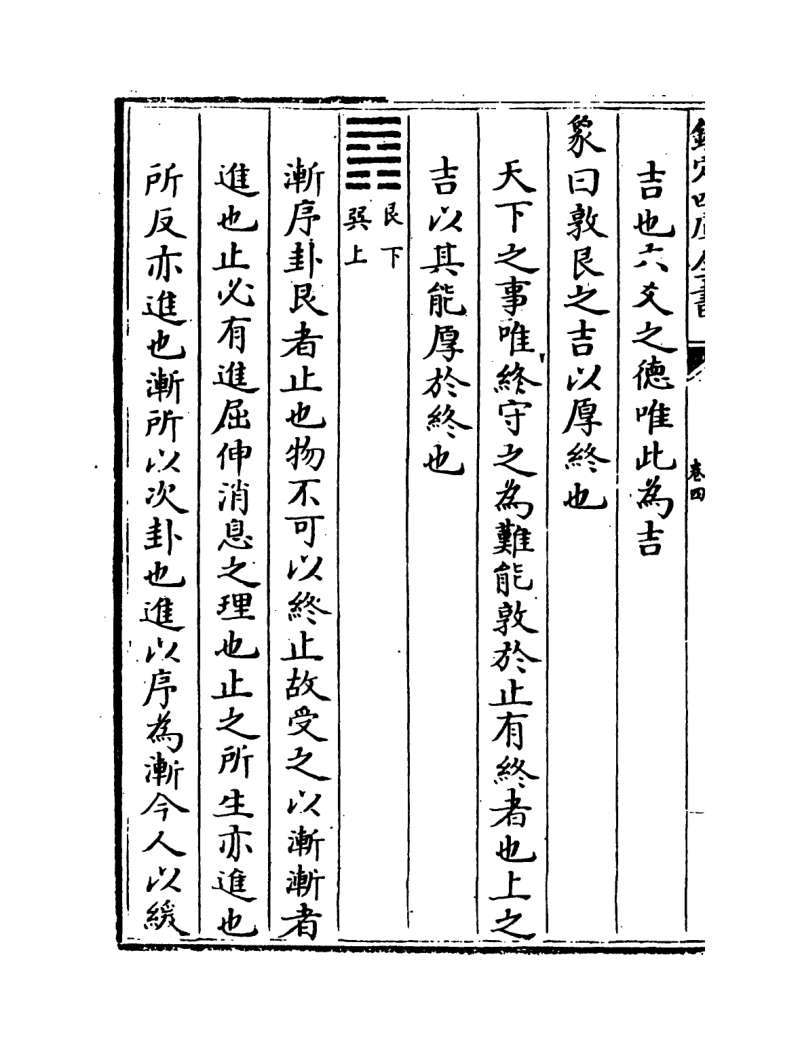 欽定四庫全書
卷四
吉也六爻之德唯此為吉
象曰敦艮之吉以厚終也
天下之事唯終守之為難能敦於止有終者也上之
吉以其能厚於終也
艮下
巽上
漸序卦艮者止也物不可以終止故受之以漸漸者
進也止必有進屈伸消息之理也止之所生亦進也
所反亦進也漸所以次卦也進以序為漸今人以緩